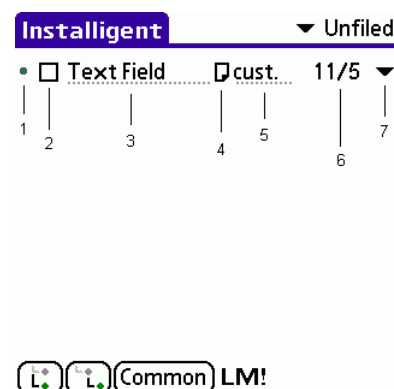 Installigent Unfiled
Text Field cust. 11/5
1 2 3 4 5 6 7
L L Common LM!